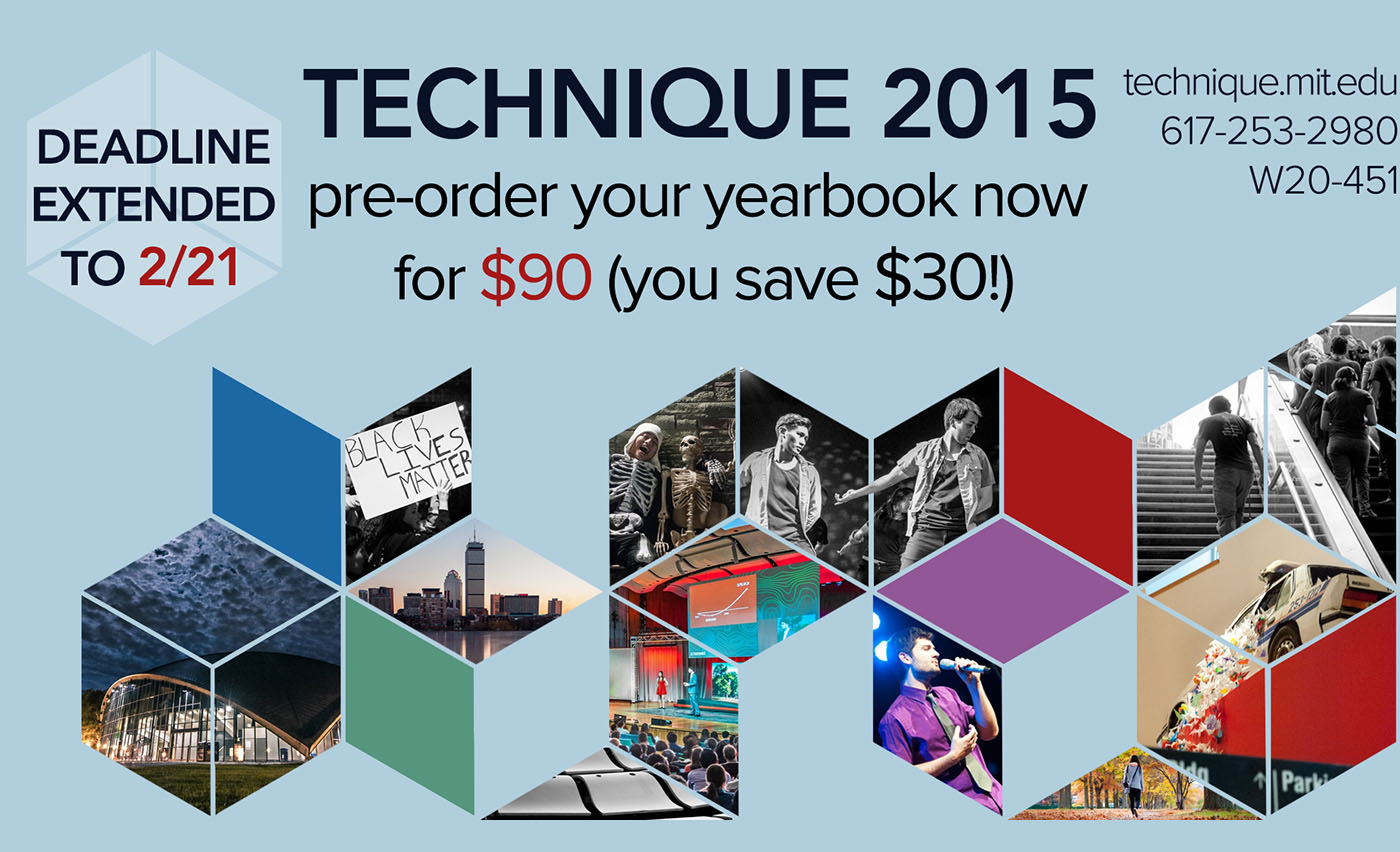 DEADLINE
EXTENDED
TO 2/21
TECHNIQUE 2015
pre-order your yearbook now
for $90 (you save $30!)
technique.mit.edu
617-253-2980
W20-451
BLACK
LIVES
MATTER
↑ Parki